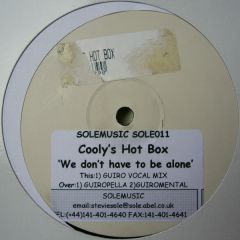 HOT BOX
SOLEMUSIC SOLE011
Cooly's Hot Box
'We don't have to be alone'
This:1) GUIRO VOCAL MIX
Over:1) GUIROPELLA 2)GUIROMENTAL
SOLEMUSIC
email:steviesole@sole.abel.co.uk
TEL:(+44)141-401-4640 FAX:141-401-4641